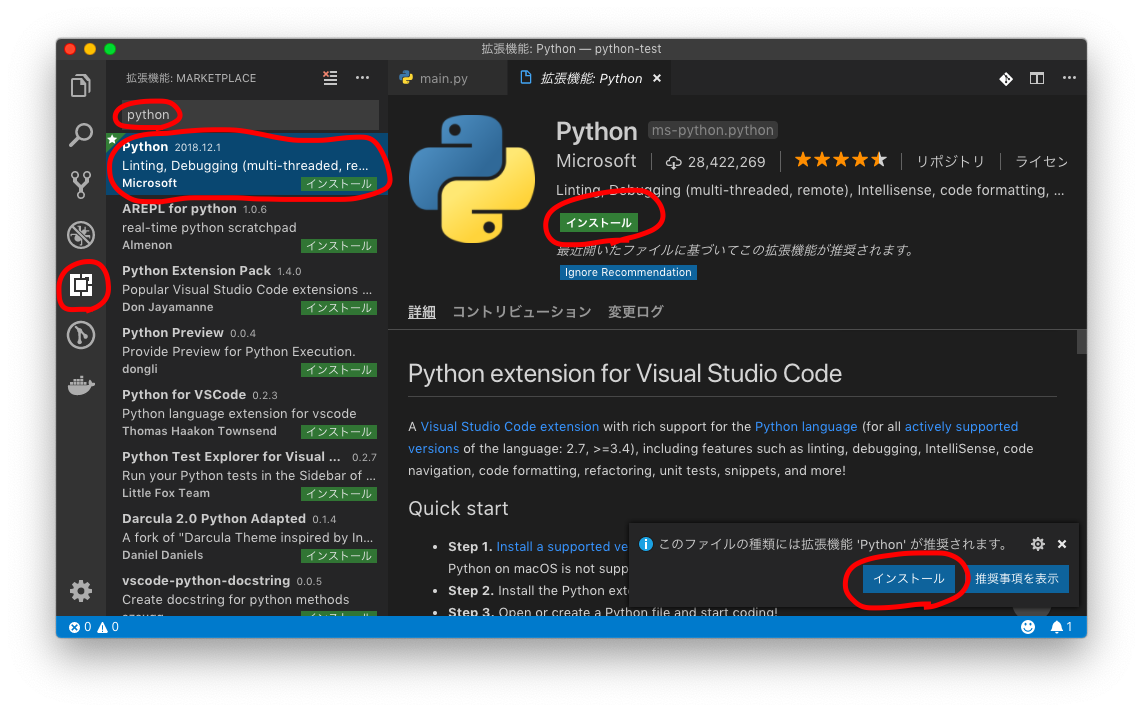 拡張機能: Python — python-test
拡張機能: MARKETPLACE
python
Python 2018.12.1
Linting, Debugging (multi-threaded, re...
Microsoft インストール
AREPL for python 1.0.6
real-time python scratchpad
Almenon インストール
Python Extension Pack 1.4.0
Popular Visual Studio Code extensions ...
Don Jayamanne インストール
Python Preview 0.0.4
Provide Preview for Python Execution.
dongli インストール
Python for VSCode 0.2.3
Python language extension for vscode
Thomas Haakon Townsend インストール
Python Test Explorer for Visual ... 0.2.7
Run your Python tests in the Sidebar of ...
Little Fox Team インストール
Darcula 2.0 Python Adapted 0.1.4
A fork of "Darcula Theme inspired by In...
Daniel Daniels インストール
vscode-python-docstring 0.0.5
Create docstring for python methods
main.py
拡張機能: Python
Python ms-python.python
Microsoft 28,422,269 リポジトリ ライセン
Linting, Debugging (multi-threaded, remote), Intellisense, code formatting, ...
インストール
最近開いたファイルに基づいてこの拡張機能が推奨されます。
Ignore Recommendation
詳細 コントリビューション 変更ログ
Python extension for Visual Studio Code
A Visual Studio Code extension with rich support for the Python language (for all actively supported
versions of the language: 2.7, >=3.4), including features such as linting, debugging, IntelliSense, code
navigation, code formatting, refactoring, unit tests, snippets, and more!
Quick start
Step 1. Install a supported ve
Python on macOS is not supp
Step 2. Install the Python ext
Step 3. Open or create a Python file and start coding!
このファイルの種類には拡張機能 'Python' が推奨されます。
インストール 推奨事項を表示
0 0
1